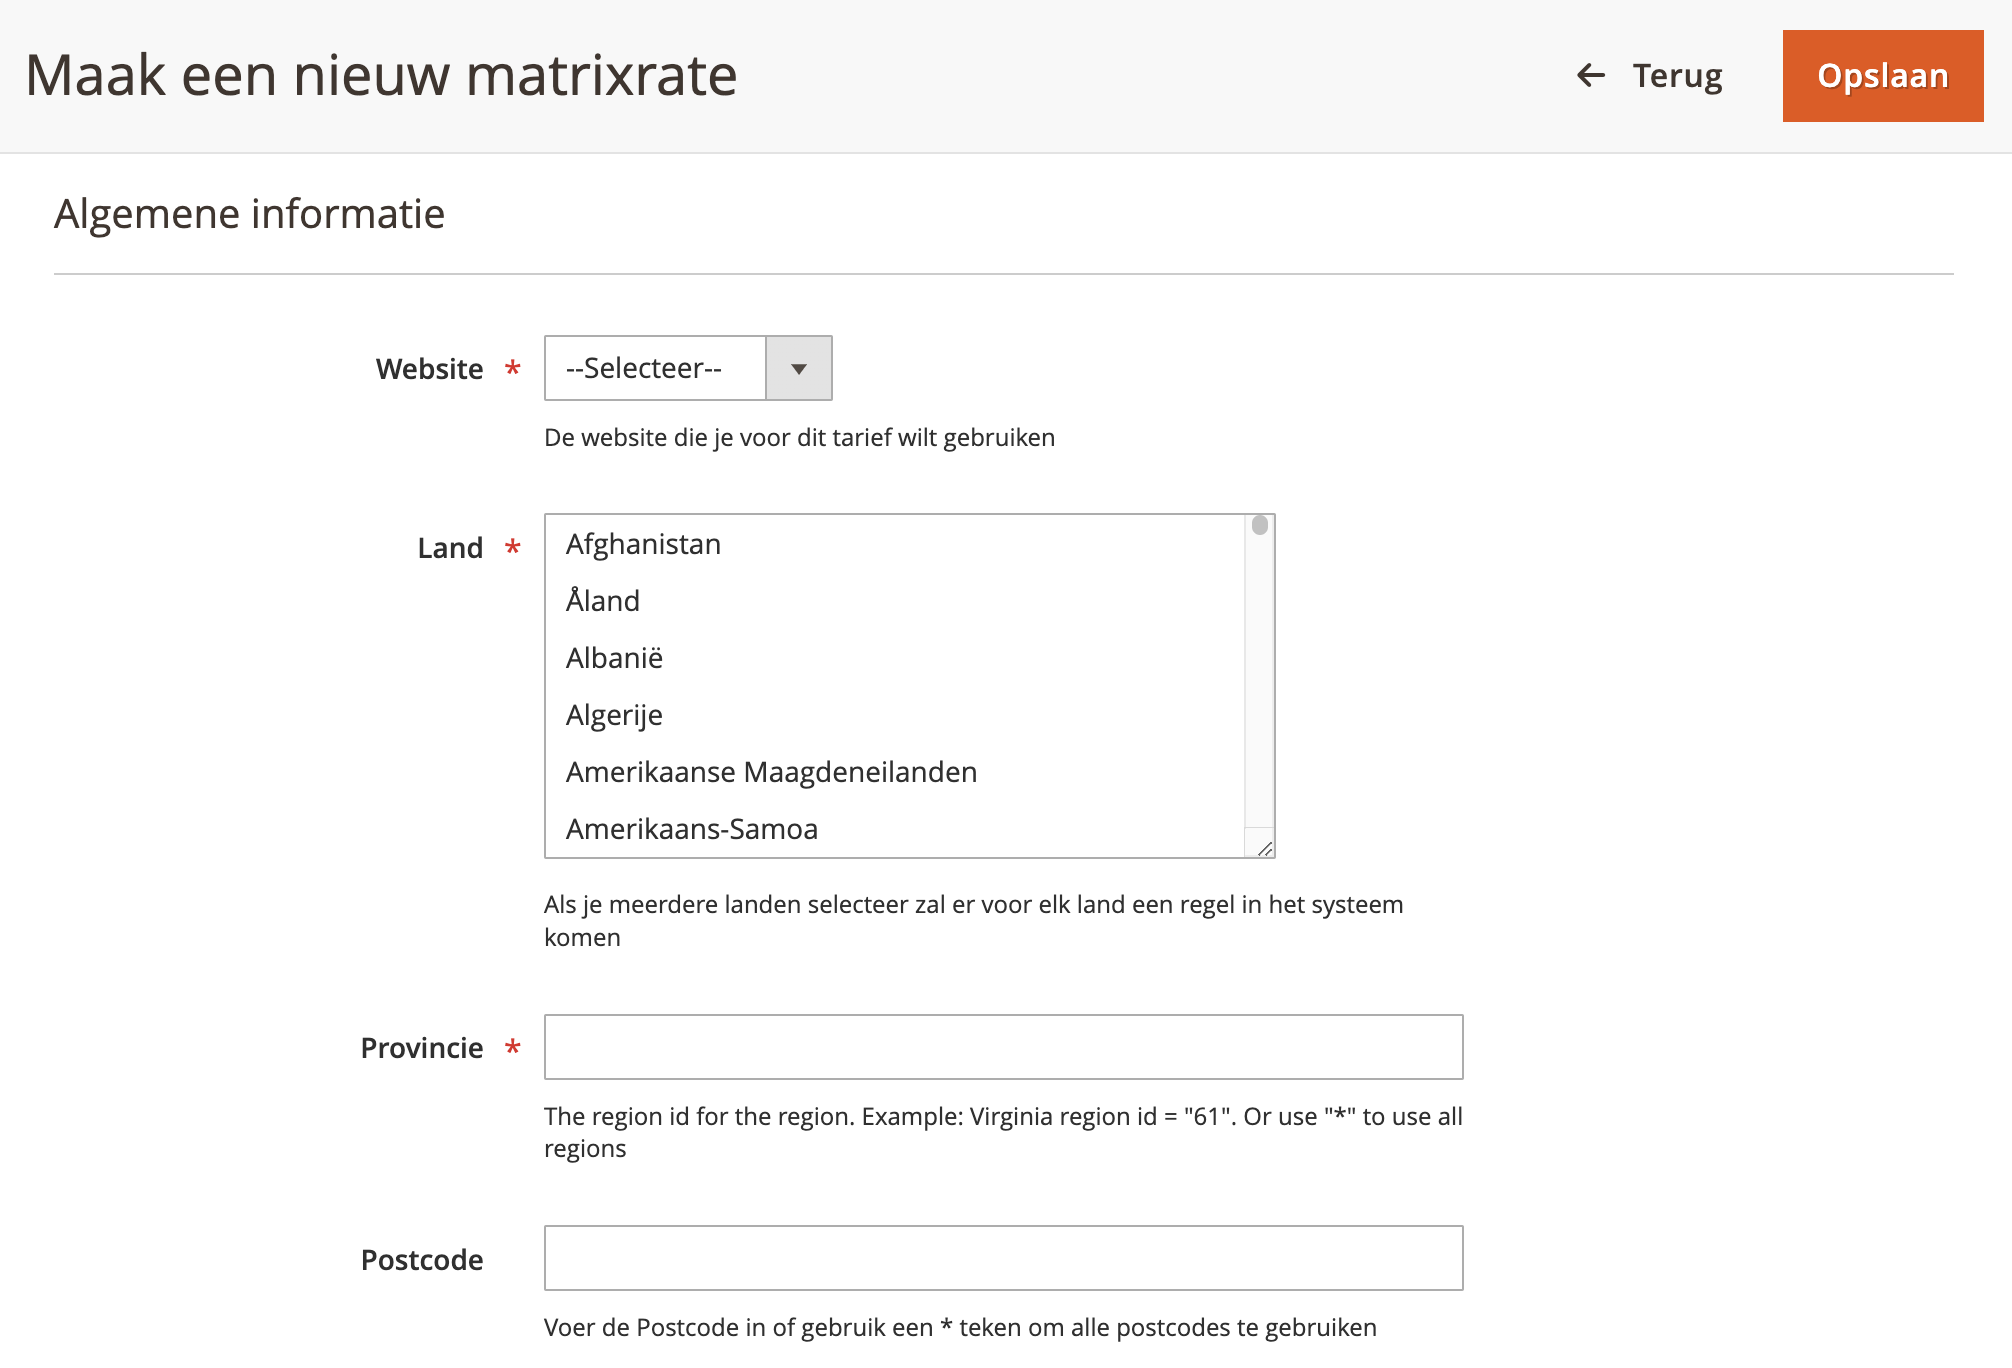 Maak een nieuw matrixrate
← Terug
Opslaan
Algemene informatie
Website *
--Selecteer--
De website die je voor dit tarief wilt gebruiken
Land *
Afghanistan
Åland
Albanië
Algerije
Amerikaanse Maagdeneilanden
Amerikaans-Samoa
Als je meerdere landen selecteer zal er voor elk land een regel in het systeem
komen
Provincie *
The region id for the region. Example: Virginia region id = "61". Or use "*" to use all
regions
Postcode
Voer de Postcode in of gebruik een * teken om alle postcodes te gebruiken